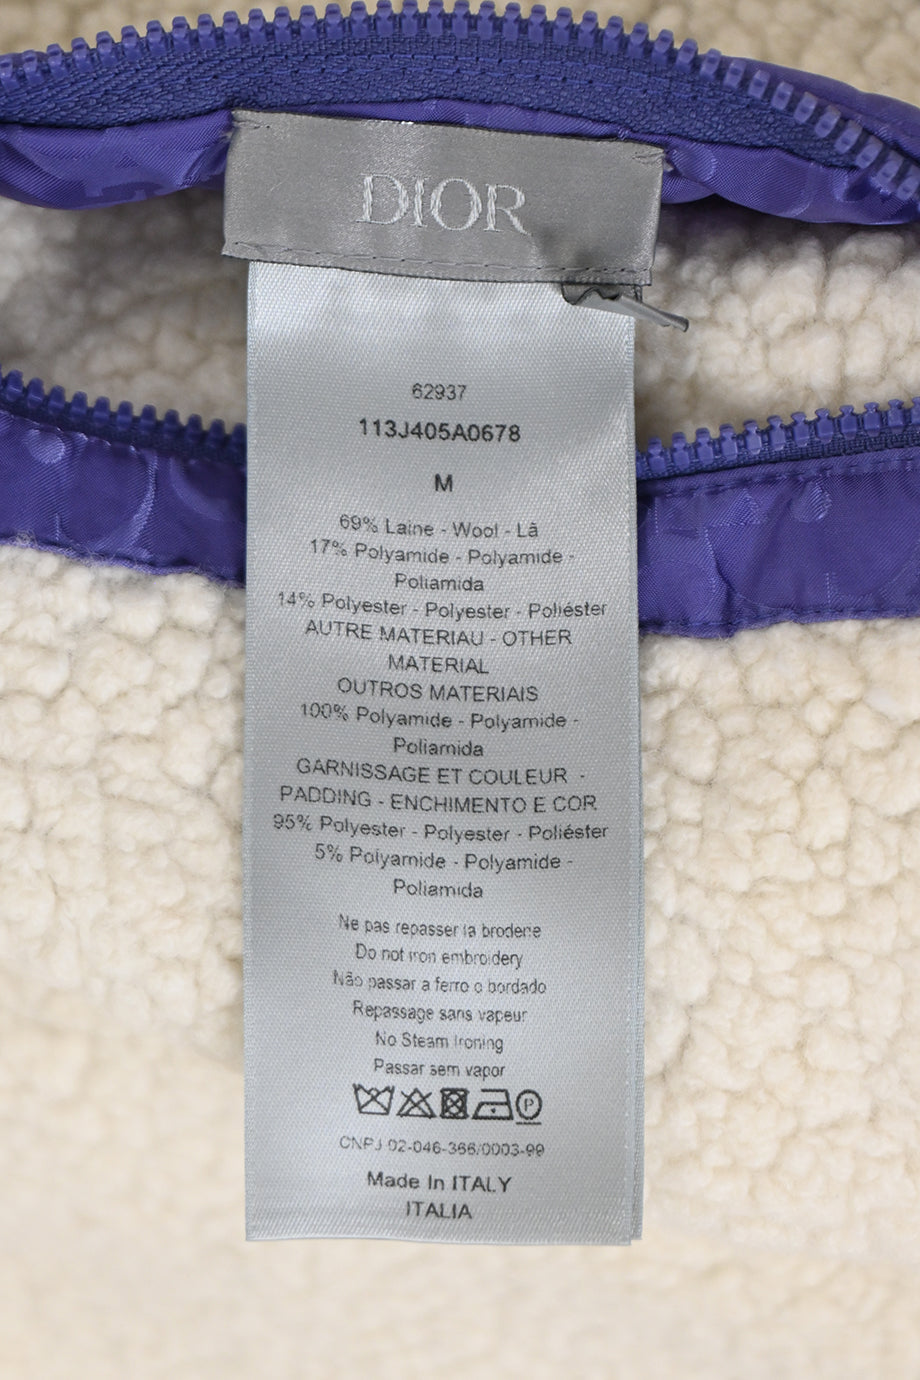 DIOR
62937
113J405A0678
M
69% Laine - Wool - Lã
17% Polyamide - Polyamide -
Poliamida
14% Polyester - Polyester - Poliéster
AUTRE MATERIAU - OTHER
MATERIAL
OUTROS MATERIAIS
100% Polyamide - Polyamide -
Poliamida
GARNISSAGE ET COULEUR -
PADDING - ENCHIMENTO E COR
95% Polyester - Polyester - Poliéster
5% Polyamide - Polyamide -
Poliamida
Ne pas repasser la broderie
Do not iron embroidery
Não passar a ferro o bordado
Repassage sans vapeur
No Steam Ironing
Passar sem vapor
P
CNPJ 02-046-366/0003-99
Made In ITALY
ITALIA